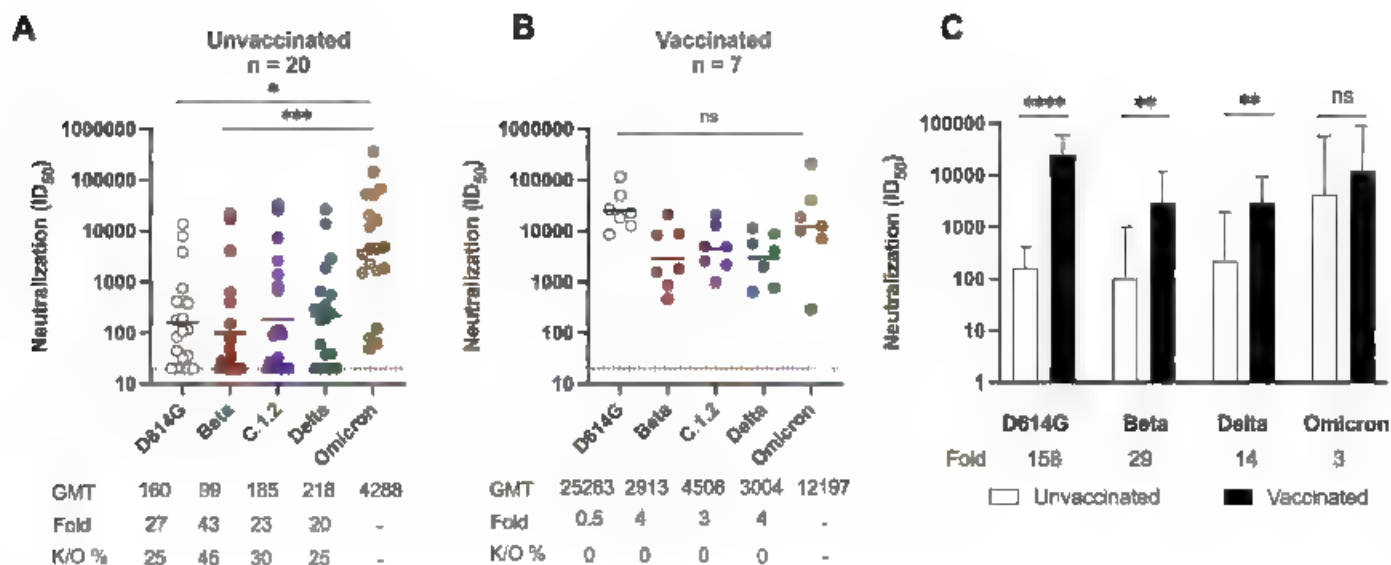 A
Unvaccinated
n = 20
*
***
Neutralization (ID50)
1000000
100000
10000
1000
100
10
D614G
Beta
C.1.2
Delta
Omicron
GMT 160 99 185 218 4288
Fold 27 43 23 20 -
K/O % 25 45 30 25 -
B
Vaccinated
n = 7
ns
Neutralization (ID50)
1000000
100000
10000
1000
100
10
D614G
Beta
C.1.2
Delta
Omicron
GMT 25263 2913 4506 3004 12197
Fold 0.5 4 3 4 -
K/O % 0 0 0 0 -
C
**** ** ** ns
Neutralization (ID50)
100000
10000
1000
100
10
1
D614G Beta Delta Omicron
Fold 158 29 14 3
Unvaccinated Vaccinated